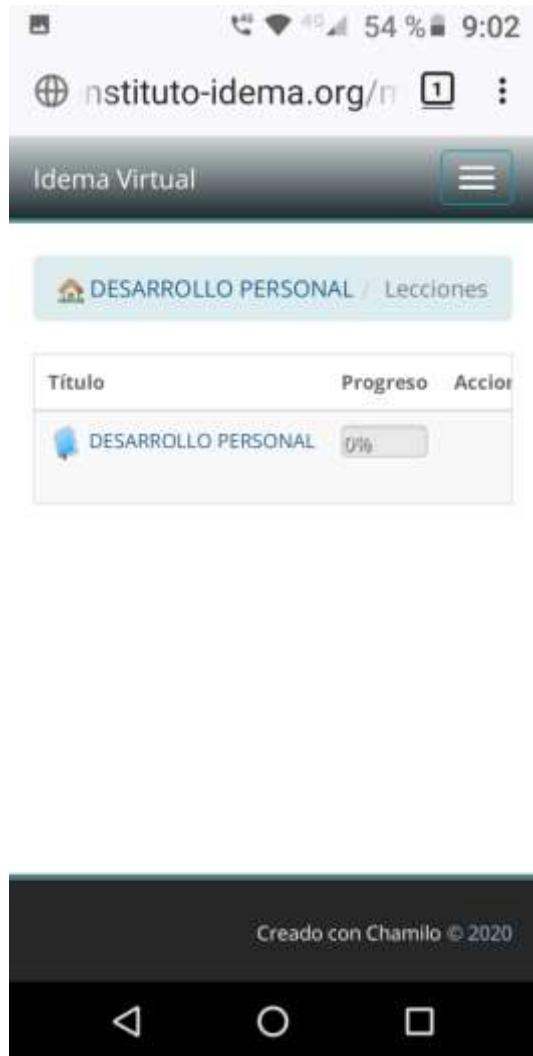 54 % 9:02
nstituto-idema.org/n 1
Idema Virtual
DESARROLLO PERSONAL / Lecciones
Título Progreso Accion
DESARROLLO PERSONAL 0%
Creado con Chamilo © 2020